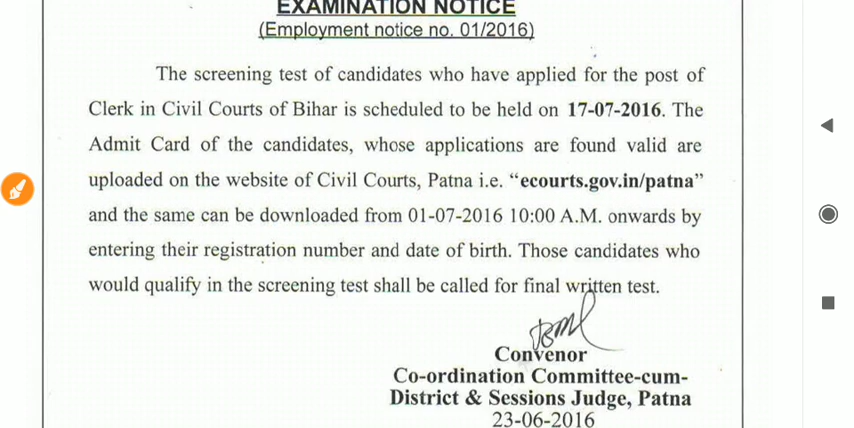 EXAMINATION NOTICE
(Employment notice no. 01/2016)
The screening test of candidates who have applied for the post of
Clerk in Civil Courts of Bihar is scheduled to be held on 17-07-2016. The
Admit Card of the candidates, whose applications are found valid are
uploaded on the website of Civil Courts, Patna i.e. “ecourts.gov.in/patna”
and the same can be downloaded from 01-07-2016 10:00 A.M. onwards by
entering their registration number and date of birth. Those candidates who
would qualify in the screening test shall be called for final written test.
Convenor
Co-ordination Committee-cum-
District & Sessions Judge, Patna
23-06-2016